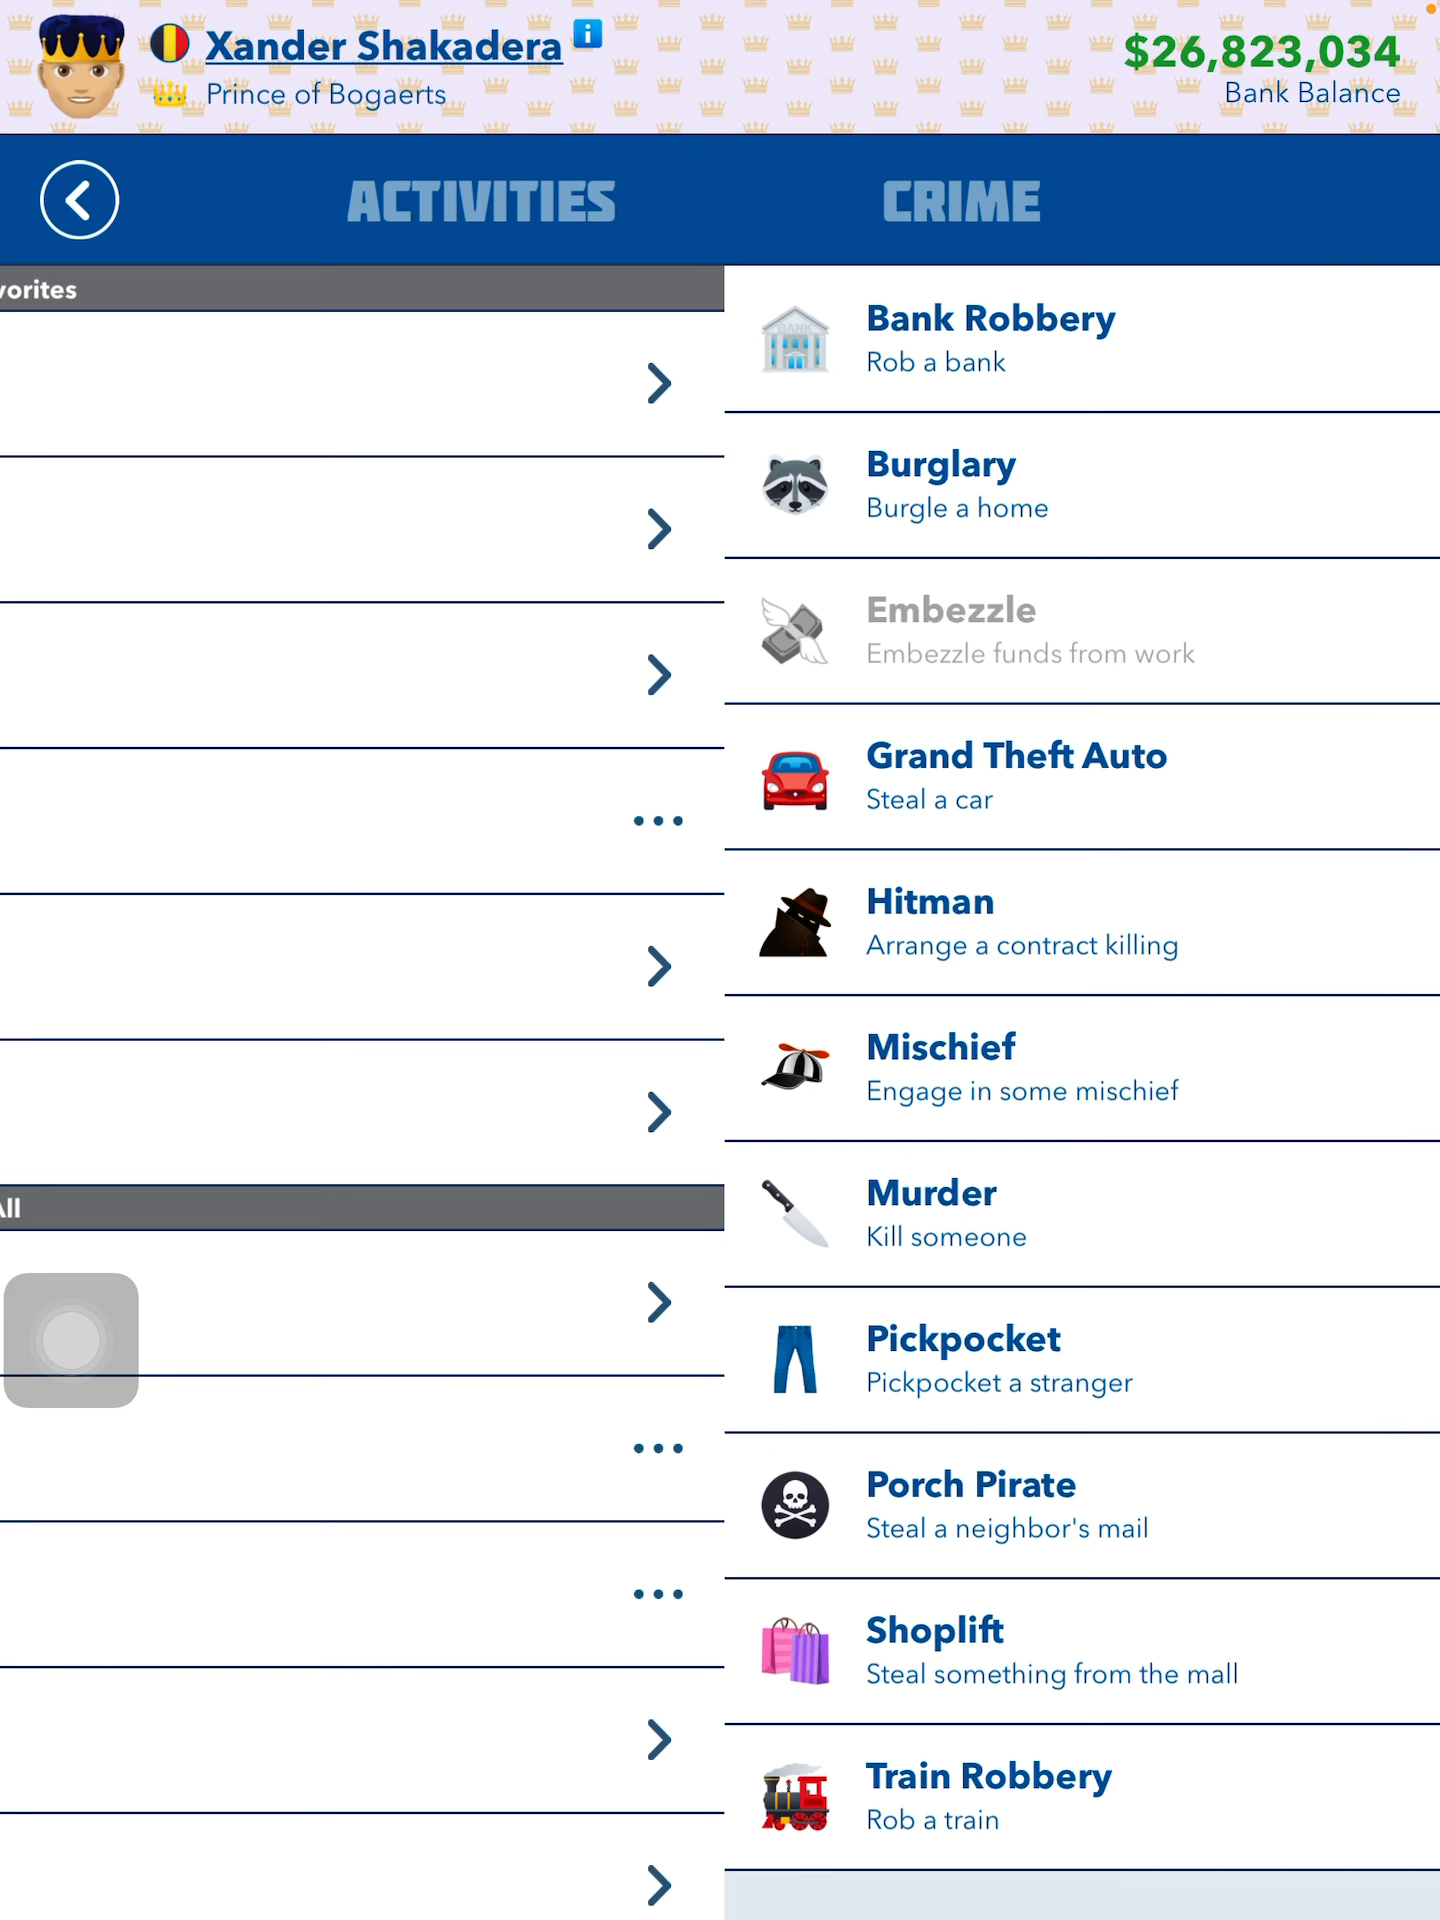 Xander Shakadera
Prince of Bogaerts
$26,823,034
Bank Balance
ACTIVITIES
CRIME
vorites
All
Bank Robbery
Rob a bank
Burglary
Burgle a home
Embezzle
Embezzle funds from work
Grand Theft Auto
Steal a car
Hitman
Arrange a contract killing
Mischief
Engage in some mischief
Murder
Kill someone
Pickpocket
Pickpocket a stranger
Porch Pirate
Steal a neighbor's mail
Shoplift
Steal something from the mall
Train Robbery
Rob a train